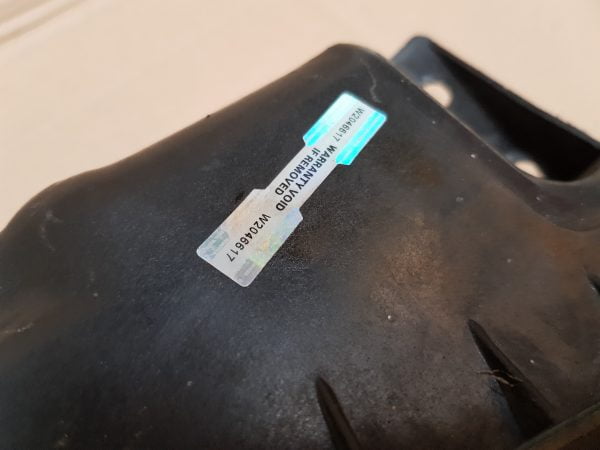 W2046617
WARRANTY VOID
IF REMOVED
W2046617